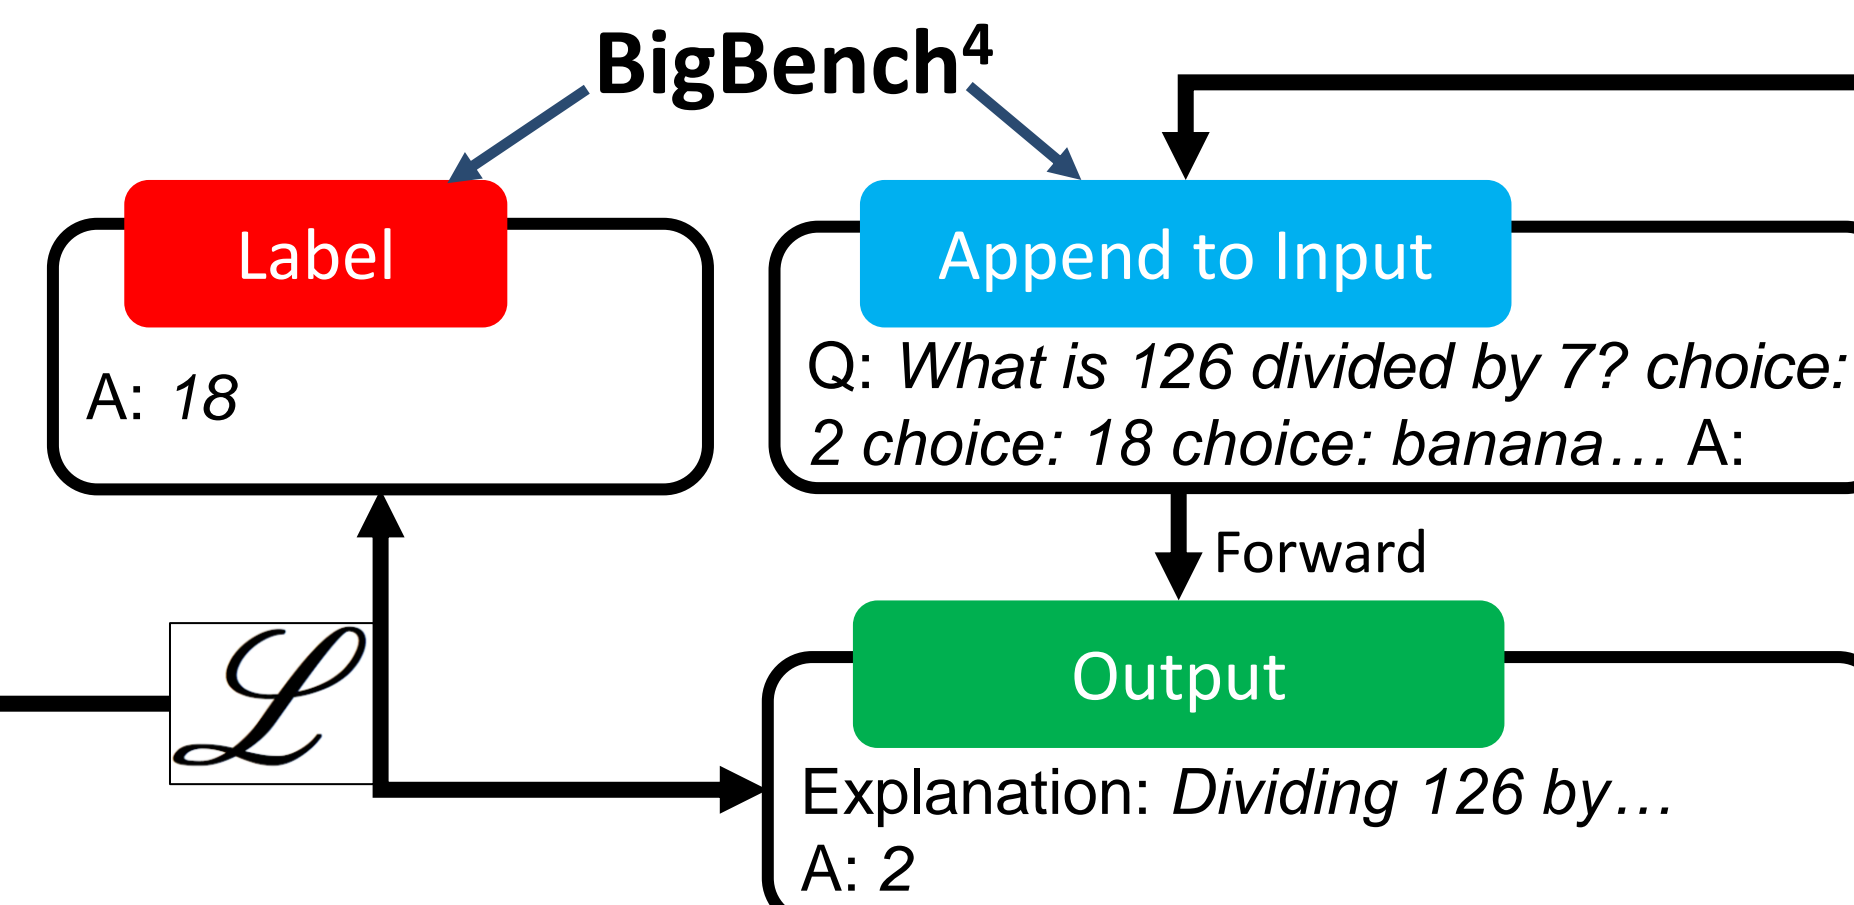 BigBench⁴
Label
A: 18
Append to Input
Q: What is 126 divided by 7? choice:
2 choice: 18 choice: banana… A:
Forward
ℒ
Output
Explanation: Dividing 126 by…
A: 2